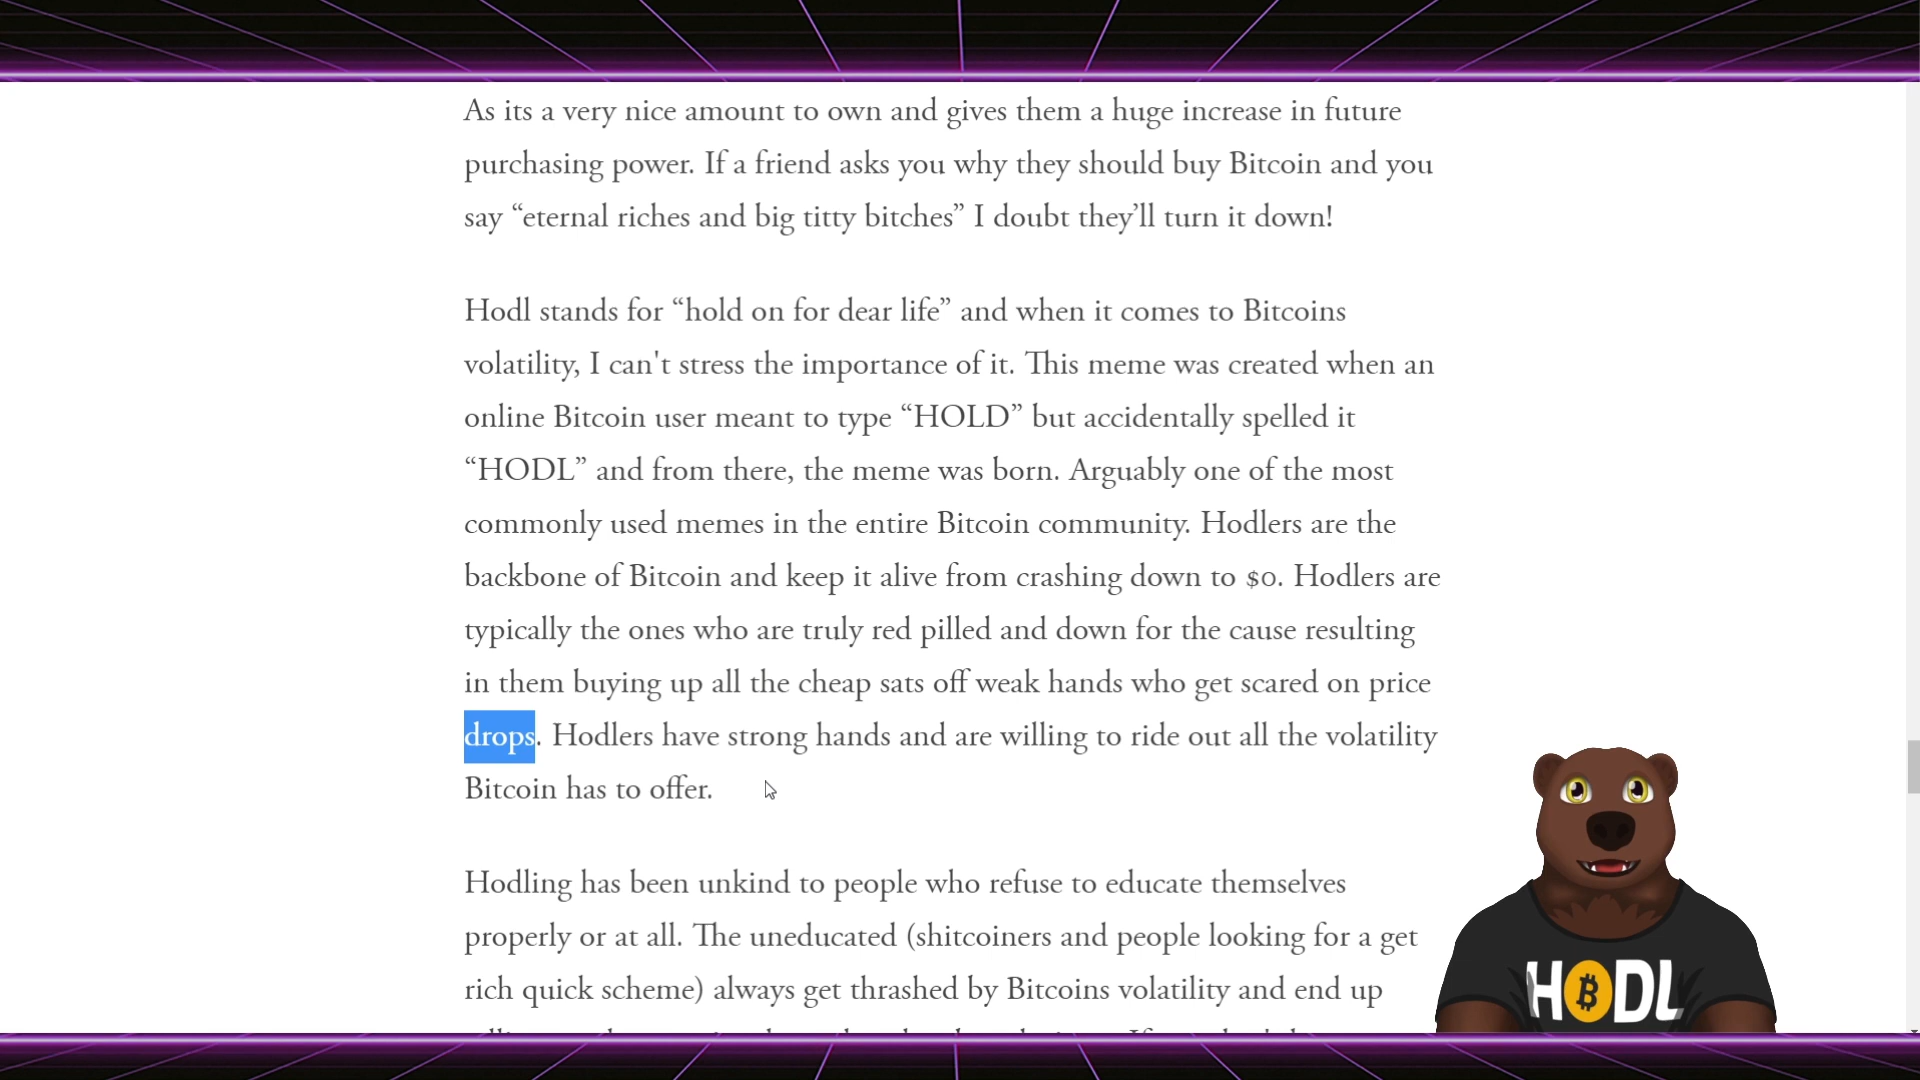 As its a very nice amount to own and gives them a huge increase in future
purchasing power. If a friend asks you why they should buy Bitcoin and you
say “eternal riches and big titty bitches” I doubt they’ll turn it down!
Hodl stands for “hold on for dear life” and when it comes to Bitcoins
volatility, I can't stress the importance of it. This meme was created when an
online Bitcoin user meant to type “HOLD” but accidentally spelled it
“HODL” and from there, the meme was born. Arguably one of the most
commonly used memes in the entire Bitcoin community. Hodlers are the
backbone of Bitcoin and keep it alive from crashing down to $0. Hodlers are
typically the ones who are truly red pilled and down for the cause resulting
in them buying up all the cheap sats off weak hands who get scared on price
drops. Hodlers have strong hands and are willing to ride out all the volatility
Bitcoin has to offer.
Hodling has been unkind to people who refuse to educate themselves
properly or at all. The uneducated (shitcoiners and people looking for a get
rich quick scheme) always get thrashed by Bitcoins volatility and end up
H₿DL